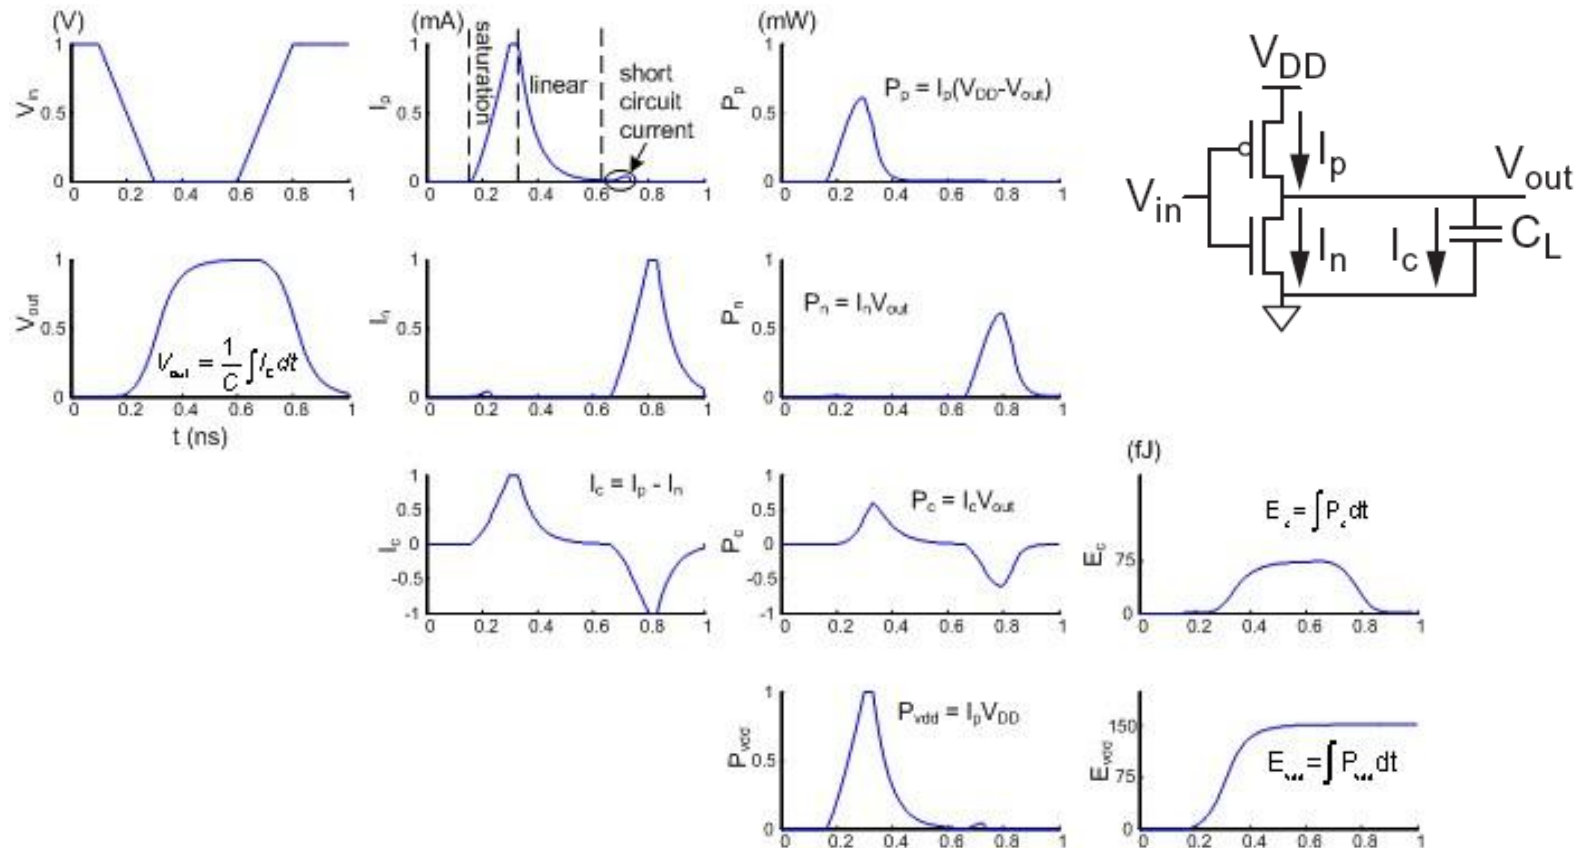 (V)
V_in
1
0.5
0
0 0.2 0.4 0.6 0.8 1
(mA)
I_p
1
0.5
0
0 0.2 0.4 0.6 0.8 1
saturation
linear
short
circuit
current
(mW)
P_p
1
0.5
0
0 0.2 0.4 0.6 0.8 1
P_p = I_p(V_DD-V_out)
V_DD
I_p
V_in
V_out
I_n
I_c
C_L
V_out
1
0.5
0
0 0.2 0.4 0.6 0.8 1
V_out = 1/C ∫ I_c dt
t (ns)
I_n
1
0.5
0
0 0.2 0.4 0.6 0.8 1
P_n
1
0.5
0
0 0.2 0.4 0.6 0.8 1
P_n = I_nV_out
I_c
1
0.5
0
-0.5
-1
0 0.2 0.4 0.6 0.8 1
I_c = I_p - I_n
P_c
1
0.5
0
-0.5
-1
0 0.2 0.4 0.6 0.8 1
P_c = I_cV_out
(fJ)
E_c
75
0
0 0.2 0.4 0.6 0.8 1
E_c = ∫ P_c dt
P_vdd
1
0.5
0
0 0.2 0.4 0.6 0.8 1
P_vdd = I_pV_DD
E_vdd
150
75
0
0 0.2 0.4 0.6 0.8 1
E_vdd = ∫ P_vdd dt